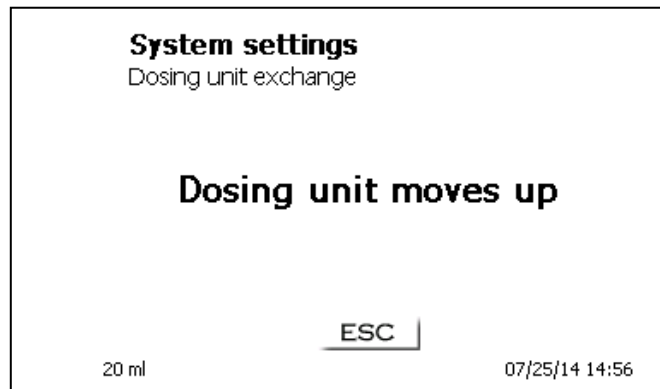 System settings
Dosing unit exchange
Dosing unit moves up
ESC
20 ml 07/25/14 14:56